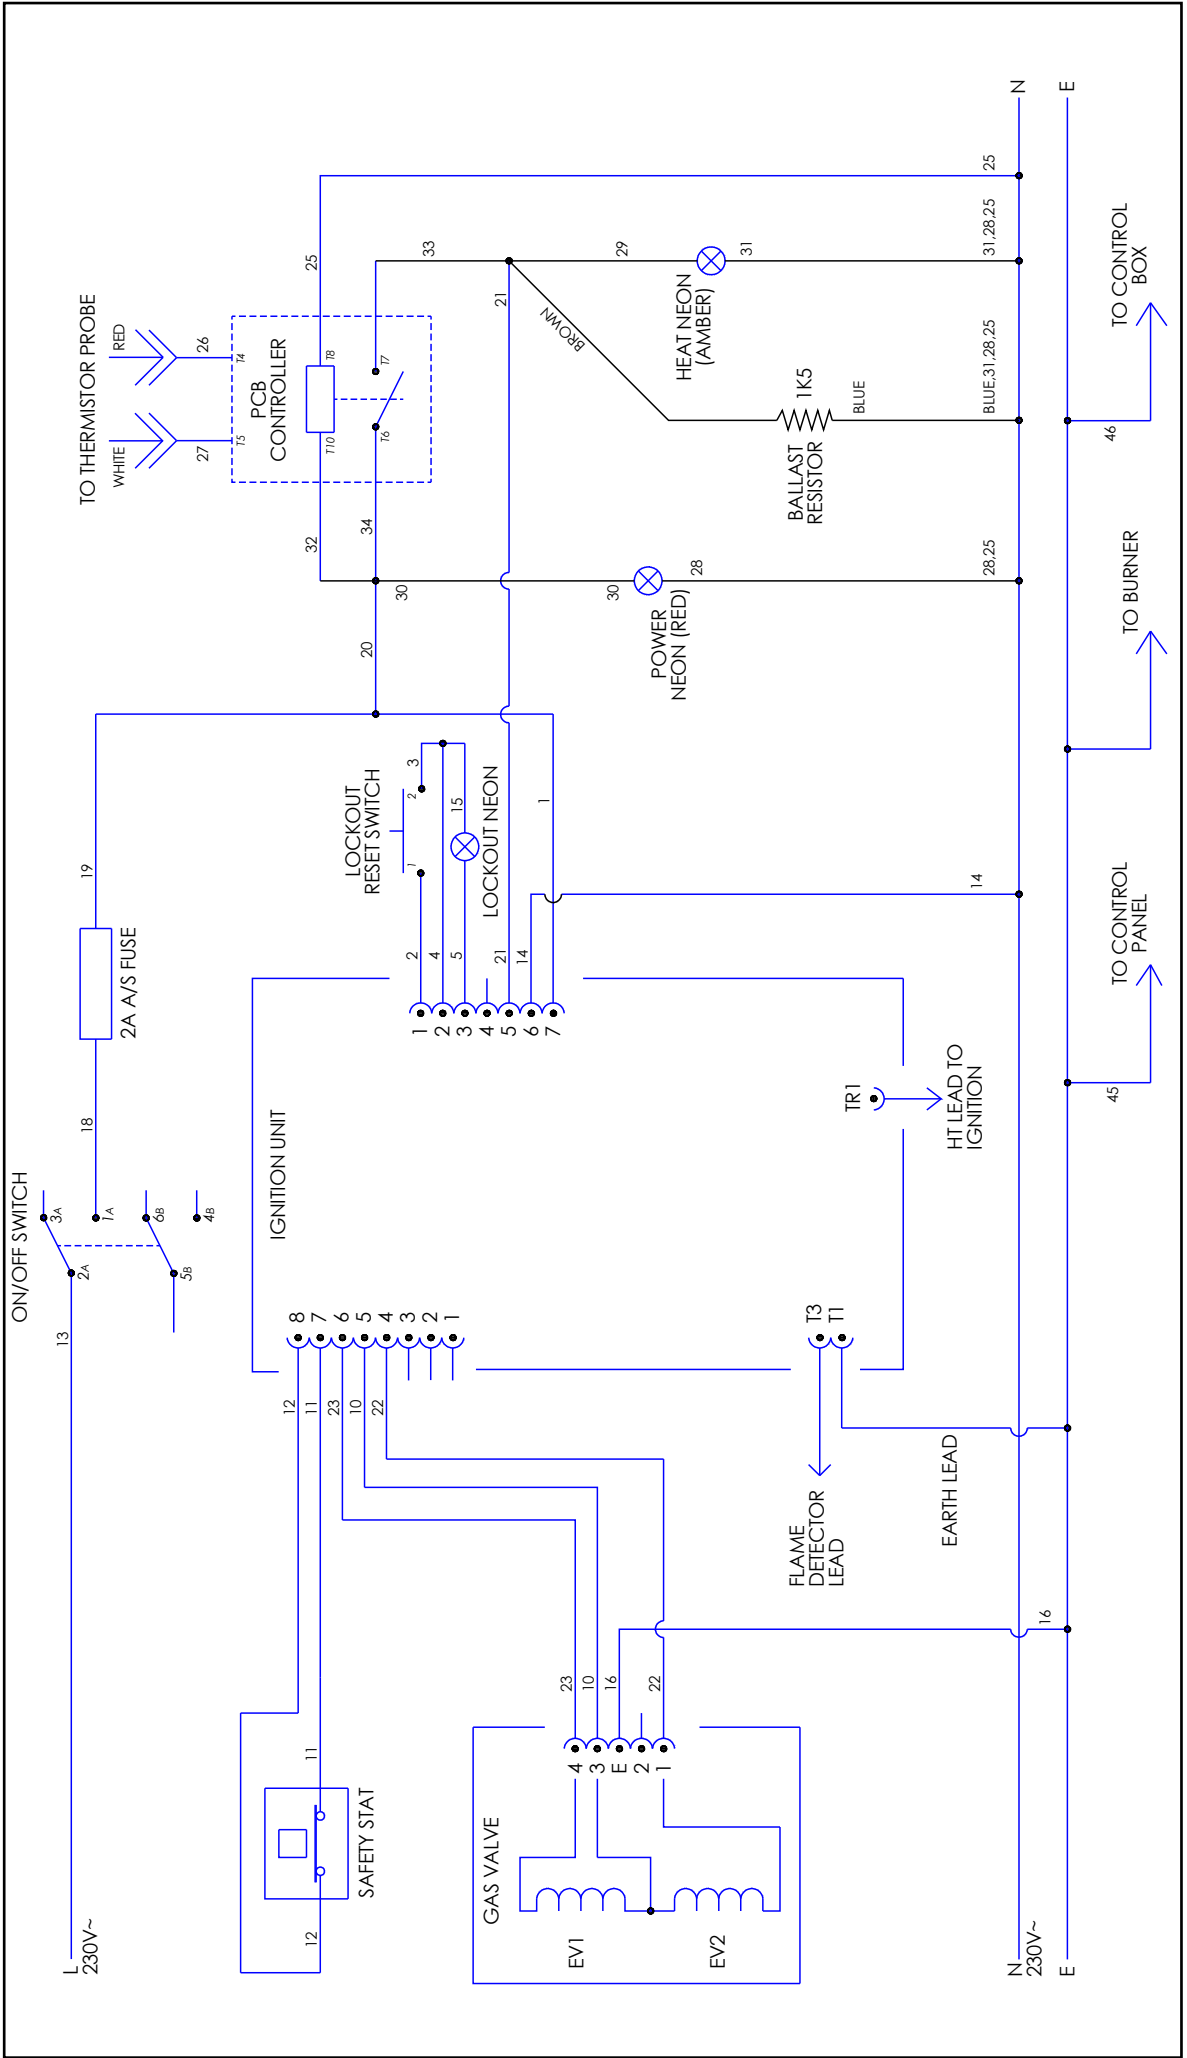 L
230V~
13
ON/OFF SWITCH
2A
3A
1A
6B
5B
4B
18
2A A/S FUSE
19
20
TO THERMISTOR PROBE
WHITE
RED
27
26
T5
T4
PCB
CONTROLLER
T10
T8
T6
T7
32
25
34
33
30
30
POWER
NEON (RED)
28
28,25
21
BROWN
BALLAST
RESISTOR
1K5
BLUE
BLUE,31,28,25
29
HEAT NEON
(AMBER)
31
31,28,25
25
N
E
LOCKOUT
RESET SWITCH
1
2
3
15
LOCKOUT NEON
2
4
5
21
14
1
14
1
2
3
4
5
6
7
IGNITION UNIT
8
7
6
5
4
3
2
1
12
11
23
10
22
TR1
HT LEAD TO
IGNITION
T3
T1
FLAME
DETECTOR
LEAD
EARTH LEAD
SAFETY STAT
11
12
GAS VALVE
EV1
EV2
4
3
E
2
1
23
10
16
22
16
N
230V~
E
45
TO CONTROL
PANEL
TO BURNER
46
TO CONTROL
BOX